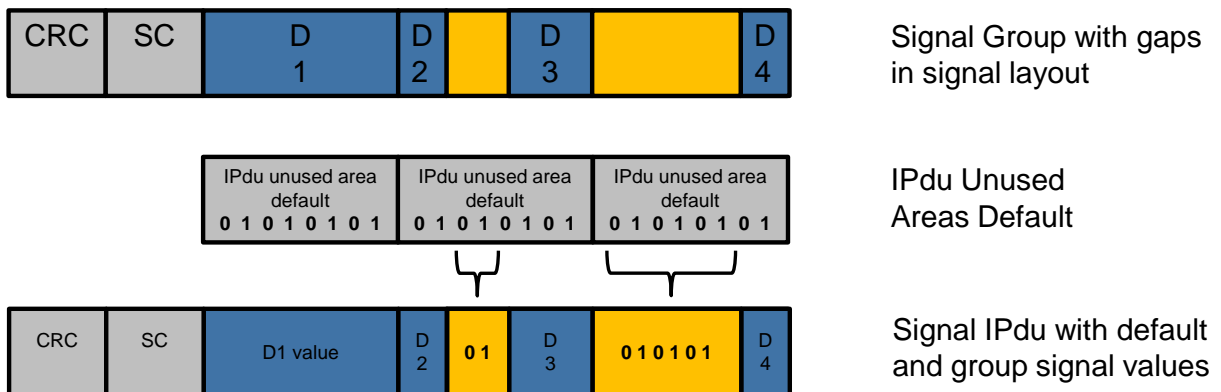 CRC SC D D D D
1 2 3 4
Signal Group with gaps
in signal layout
IPdu unused area IPdu unused area IPdu unused area
default default default
0 1 0 1 0 1 0 1 0 1 0 1 0 1 0 1 0 1 0 1 0 1 0 1
IPdu Unused
Areas Default
CRC SC D1 value D 0 1 D 0 1 0 1 0 1 D
2 3 4
Signal IPdu with default
and group signal values